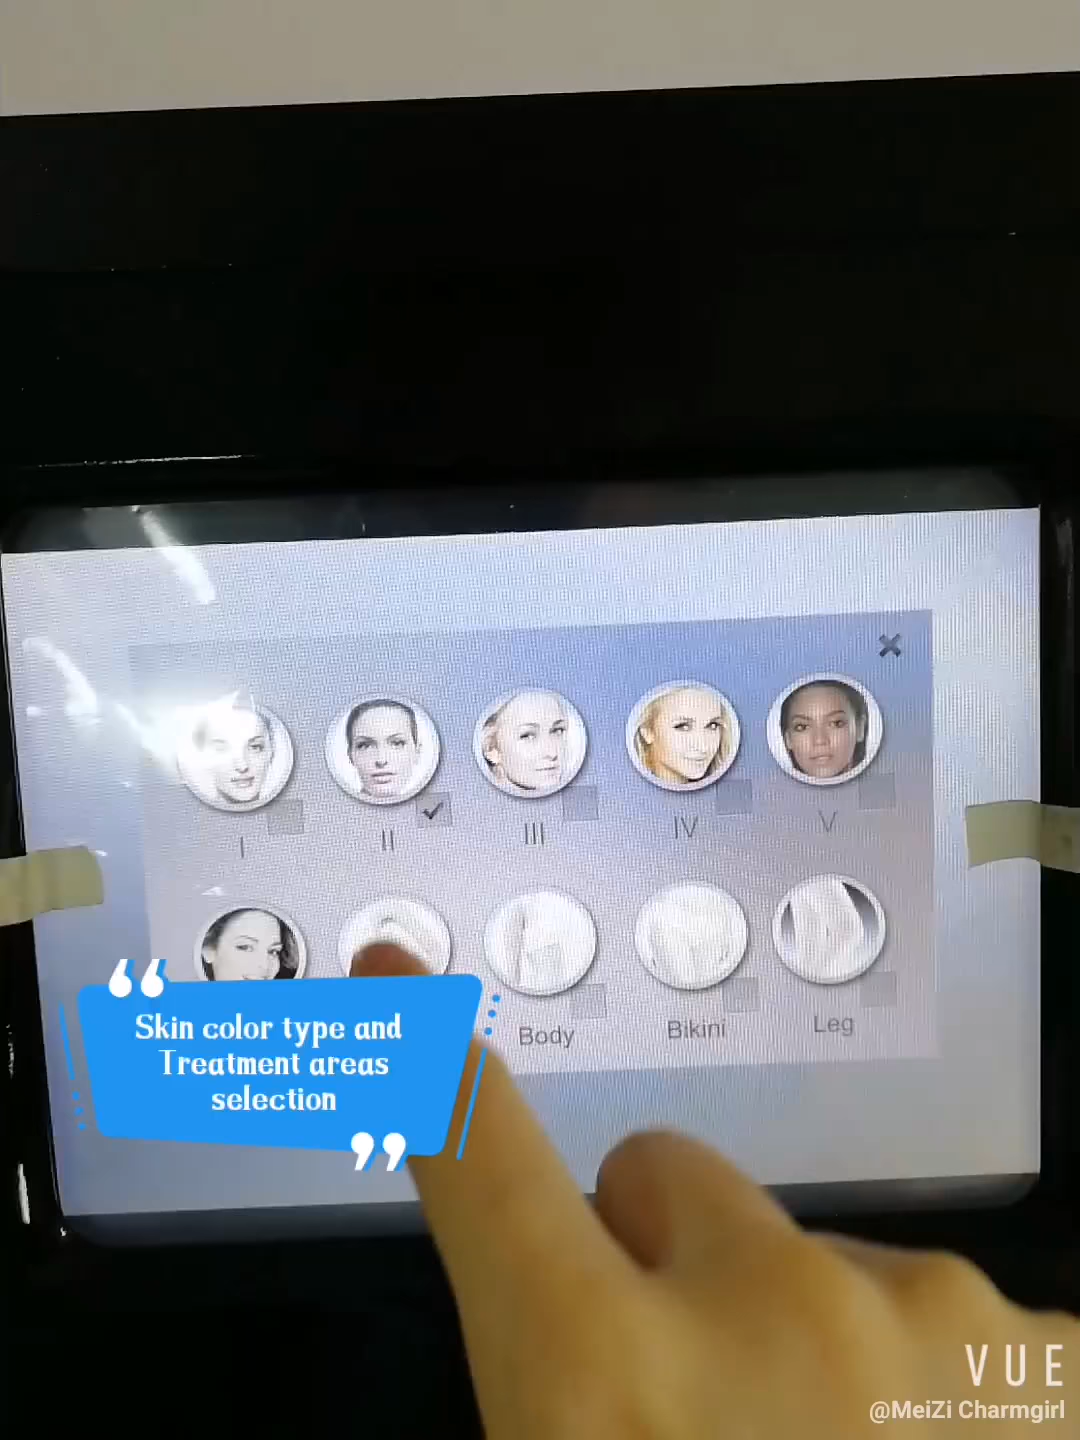 I
II
III
IV
V
Body
Bikini
Leg
“
Skin color type and
Treatment areas
selection
”
VUE
@MeiZi Charmgirl